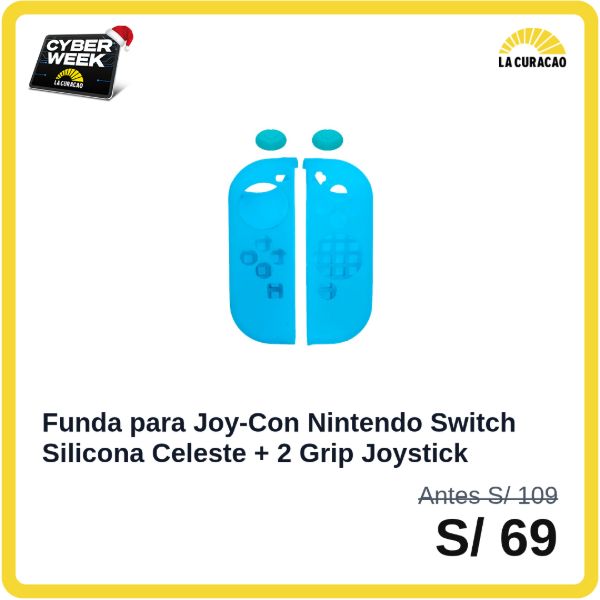 CYBER
WEEK
LA CURACAO
LA CURACAO
Funda para Joy-Con Nintendo Switch
Silicona Celeste + 2 Grip Joystick
Antes S/ 109
S/ 69